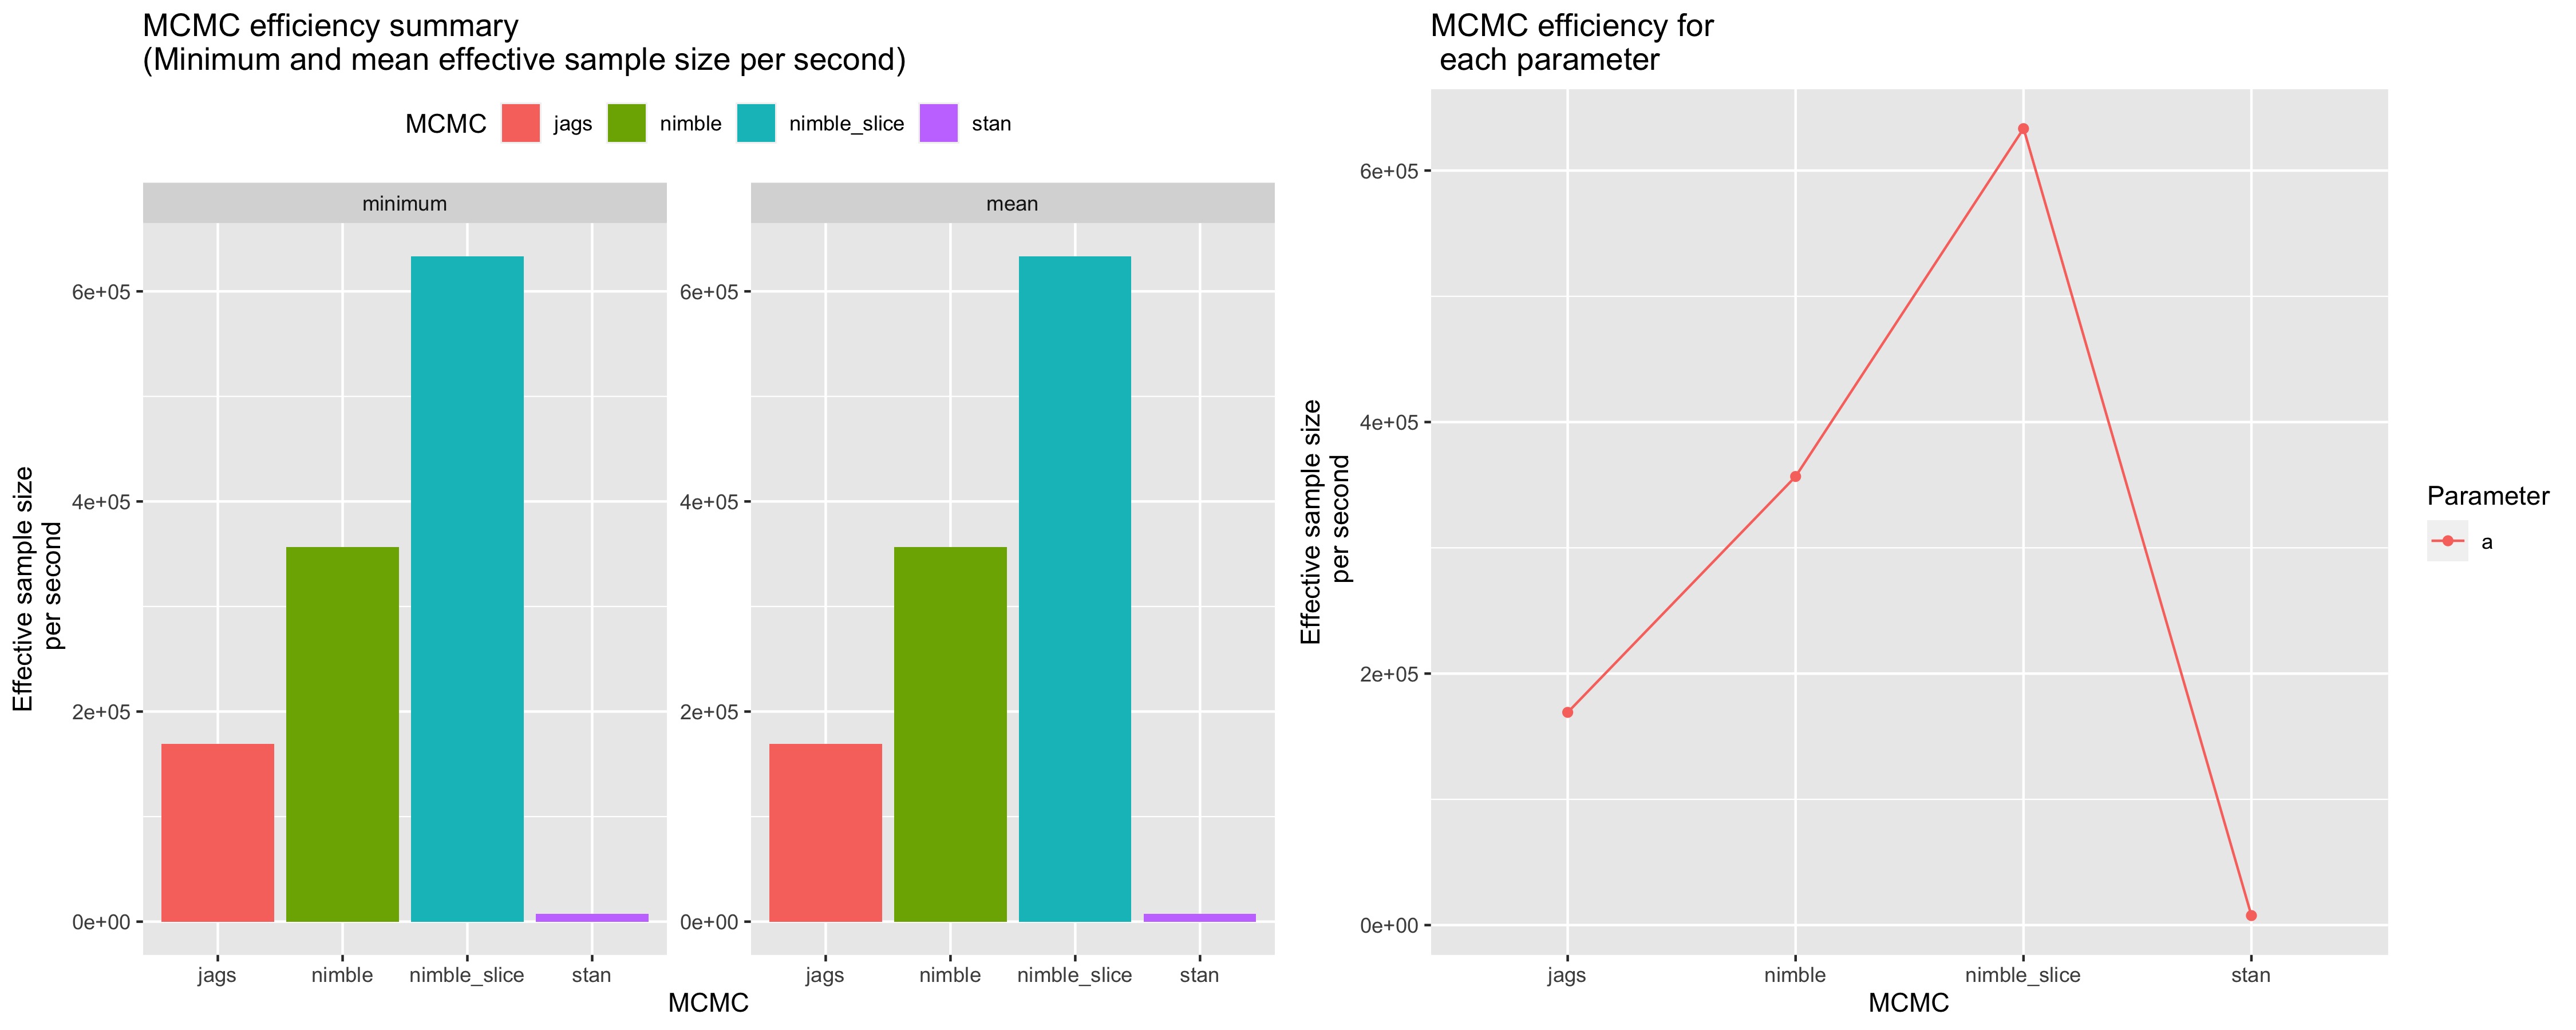 MCMC efficiency summary
(Minimum and mean effective sample size per second)
MCMC jags nimble nimble_slice stan
minimum
mean
Effective sample size
per second
6e+05
4e+05
2e+05
0e+00
6e+05
4e+05
2e+05
0e+00
jags nimble nimble_slice stan
jags nimble nimble_slice stan
MCMC
MCMC efficiency for
each parameter
Effective sample size
per second
6e+05
4e+05
2e+05
0e+00
jags nimble nimble_slice stan
MCMC
Parameter
a